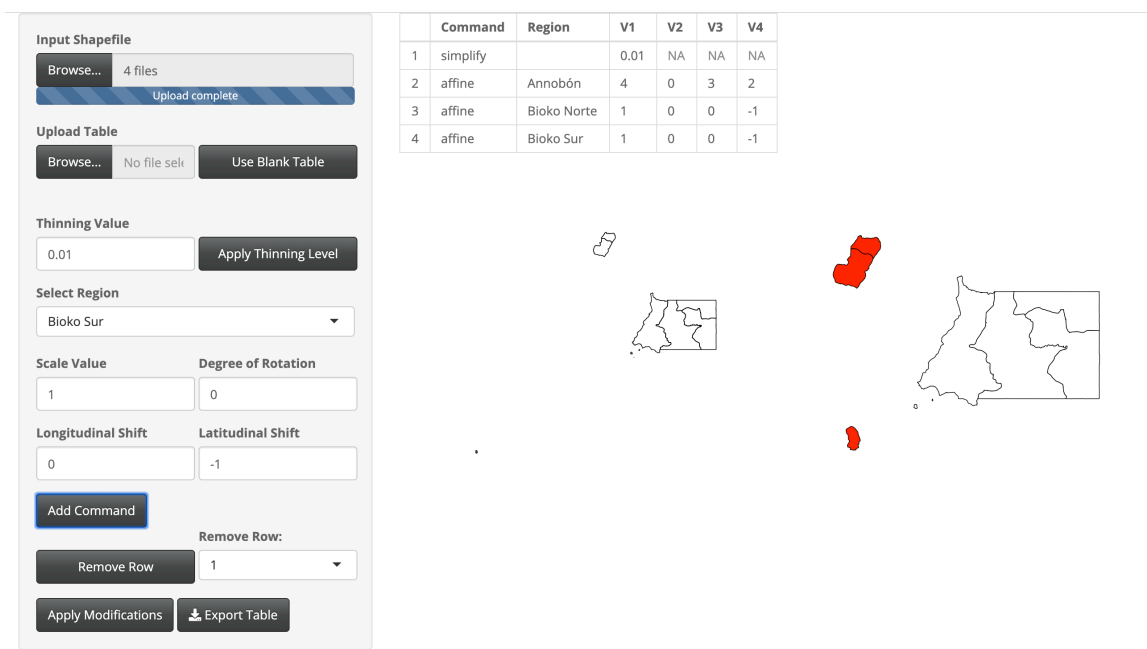 Input Shapefile
Browse... 4 files
Upload complete
Upload Table
Browse... No file sele Use Blank Table
Thinning Value
0.01 Apply Thinning Level
Select Region
Bioko Sur
Scale Value Degree of Rotation
1 0
Longitudinal Shift Latitudinal Shift
0 -1
Add Command
Remove Row:
Remove Row 1
Apply Modifications Export Table
Command Region V1 V2 V3 V4
1 simplify 0.01 NA NA NA
2 affine Annobón 4 0 3 2
3 affine Bioko Norte 1 0 0 -1
4 affine Bioko Sur 1 0 0 -1